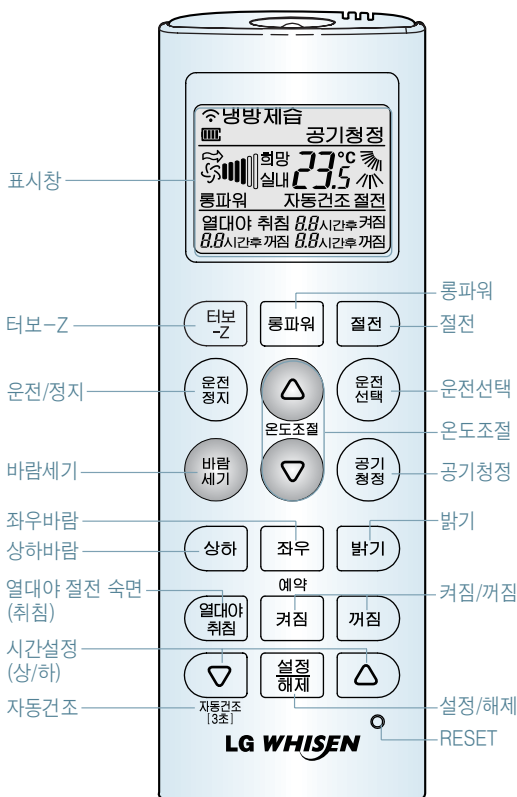 냉방제습
공기청정
희망 23.5 °C
실내
롱파워 자동건조 절전
열대야 취침 8.8시간후켜짐
8.8시간후꺼짐 8.8시간후꺼짐
표시창
터보-Z
운전/정지
바람세기
좌우바람
상하바람
열대야 절전 숙면
(취침)
시간설정
(상/하)
자동건조
터보
-Z
롱파워
절전
운전
정지
운전
선택
온도조절
바람
세기
공기
청정
상하
좌우
밝기
예약
열대야
취침
켜짐
꺼짐
설정
해제
자동건조
[3초]
LG WHISEN
롱파워
절전
운전선택
온도조절
공기청정
밝기
켜짐/꺼짐
설정/해제
RESET